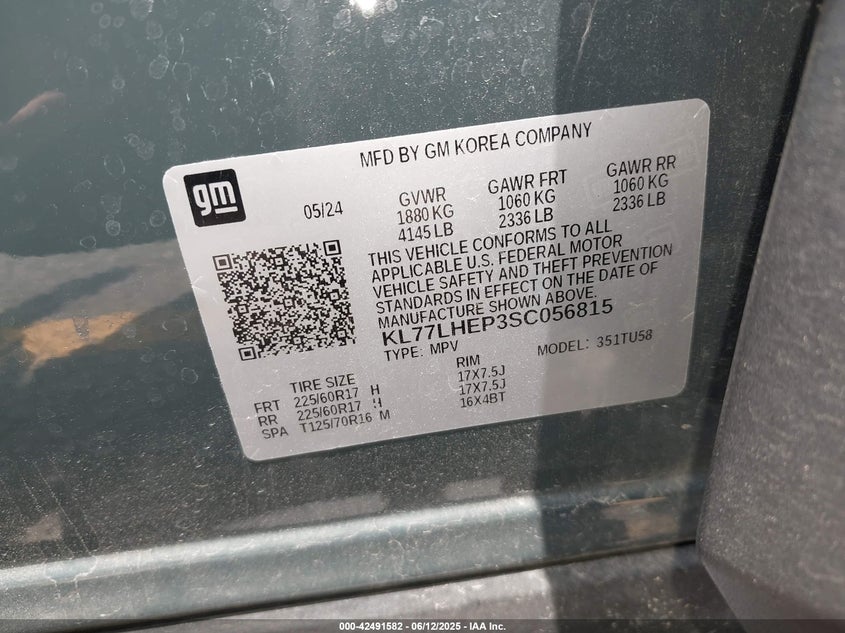 MFD BY GM KOREA COMPANY
gm
05/24
GVWR
1880 KG
4145 LB
GAWR FRT
1060 KG
2336 LB
GAWR RR
1060 KG
2336 LB
THIS VEHICLE CONFORMS TO ALL
APPLICABLE U.S. FEDERAL MOTOR
VEHICLE SAFETY AND THEFT PREVENTION
STANDARDS IN EFFECT ON THE DATE OF
MANUFACTURE SHOWN ABOVE.
KL77LHEP3SC056815
TYPE: MPV
MODEL: 351TU58
TIRE SIZE
RIM
FRT 225/60R17 H 17X7.5J
RR 225/60R17 H 17X7.5J
SPA T125/70R16 M 16X4BT
000-42491582 - 06/12/2025 - IAA Inc.